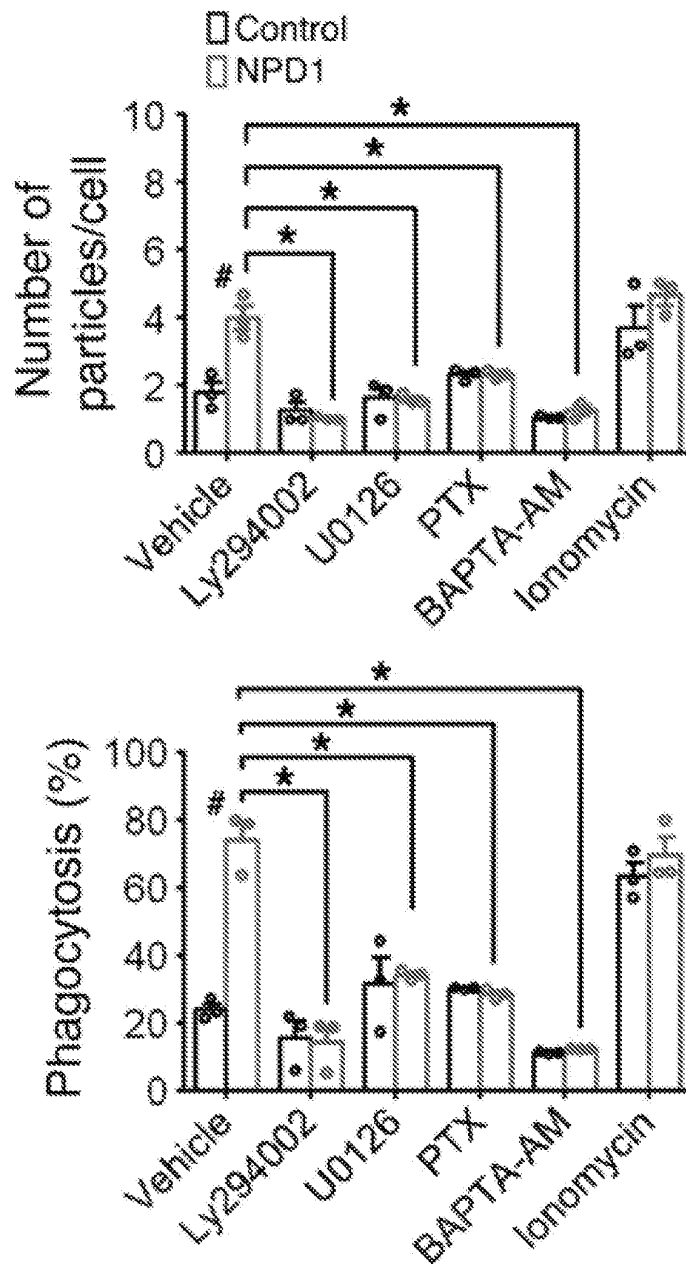 Control
NPD1
Number of
particles/cell
10
8
6
4
2
0
*
*
*
*
#
Vehicle
Ly294002
U0126
PTX
BAPTA-AM
Ionomycin
Phagocytosis (%)
100
80
60
40
20
0
*
*
*
*
#
Vehicle
Ly294002
U0126
PTX
BAPTA-AM
Ionomycin